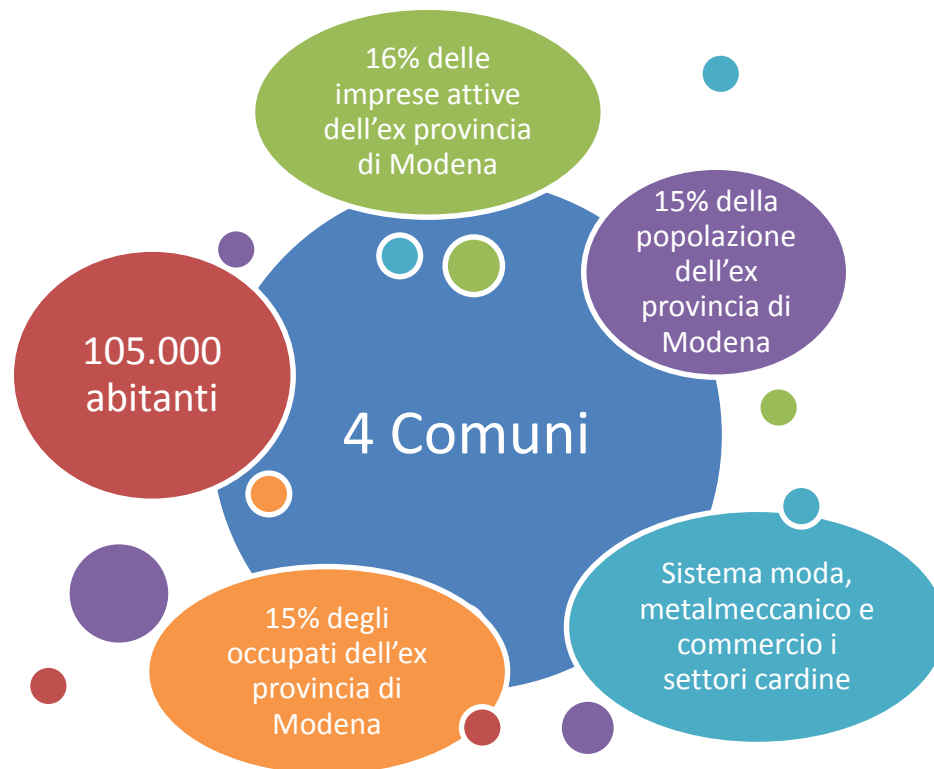 16% delle
imprese attive
dell’ex provincia
di Modena
15% della
popolazione
dell’ex
provincia di
Modena
105.000
abitanti
4 Comuni
Sistema moda,
metalmeccanico e
commercio i
settori cardine
15% degli
occupati dell’ex
provincia di
Modena